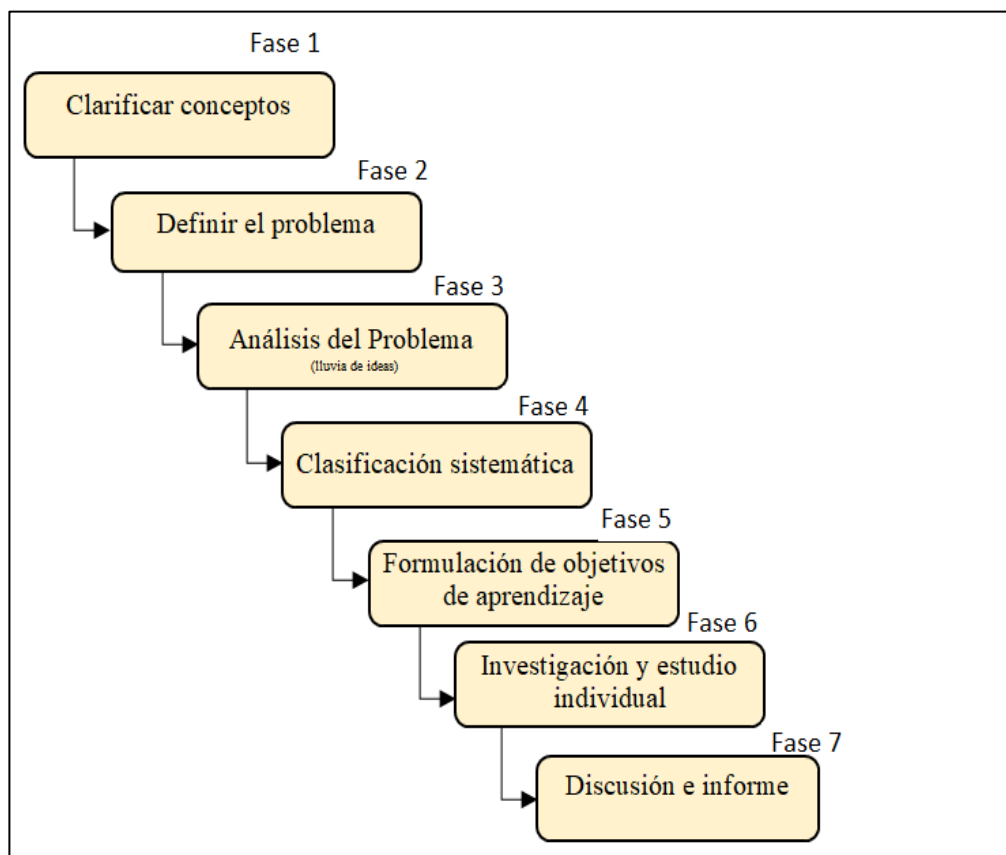 Fase 1
Clarificar conceptos
Fase 2
Definir el problema
Fase 3
Análisis del Problema
(lluvia de ideas)
Fase 4
Clasificación sistemática
Fase 5
Formulación de objetivos
de aprendizaje
Fase 6
Investigación y estudio
individual
Fase 7
Discusión e informe